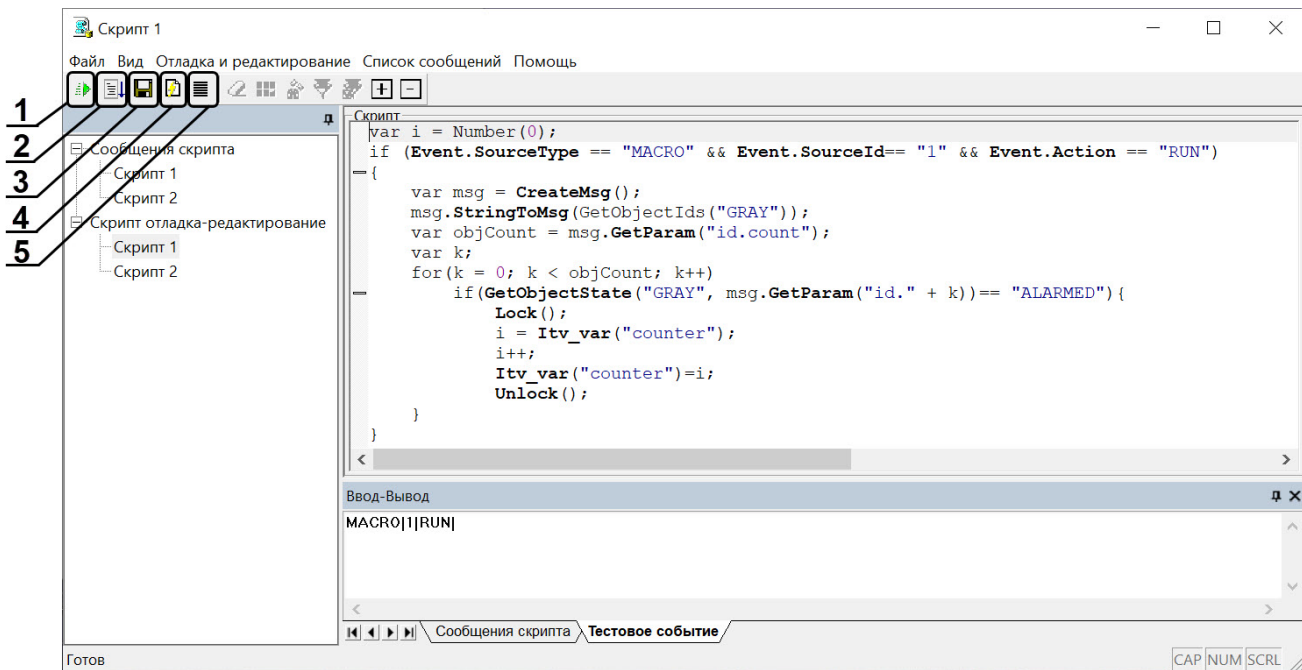 Скрипт 1
Файл Вид Отладка и редактирование Список сообщений Помощь
1
2
3
4
5
Сообщения скрипта
Скрипт 1
Скрипт 2
Скрипт отладка-редактирование
Скрипт 1
Скрипт 2
Скрипт
var i = Number(0);
if (Event.SourceType == "MACRO" && Event.SourceId== "1" && Event.Action == "RUN")
{
var msg = CreateMsg();
msg.StringToMsg(GetObjectIds("GRAY"));
var objCount = msg.GetParam("id.count");
var k;
for(k = 0; k < objCount; k++)
if(GetObjectState("GRAY", msg.GetParam("id." + k))== "ALARMED"){
Lock();
i = Itv_var("counter");
i++;
Itv_var("counter")=i;
Unlock();
}
}
Ввод-Вывод
MACRO|1|RUN|
Сообщения скрипта Тестовое событие
Готов CAP NUM SCRL